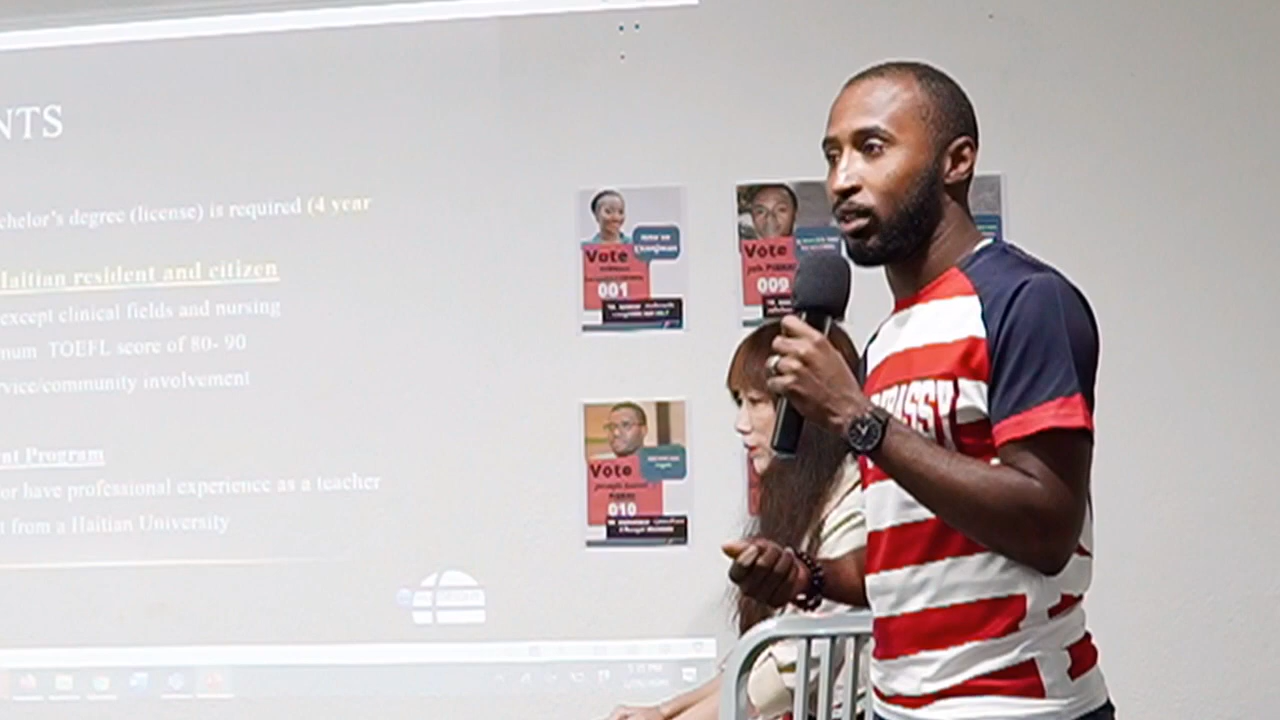 NTS
chelor's degree (license) is required (4 year
Haitian resident and citizen
except clinical fields and nursing
mum TOEFL score of 80- 90
rvice/community involvement
nt Program
or have professional experience as a teacher
t from a Haitian University
Vote
001
Vote
009
Vote
010